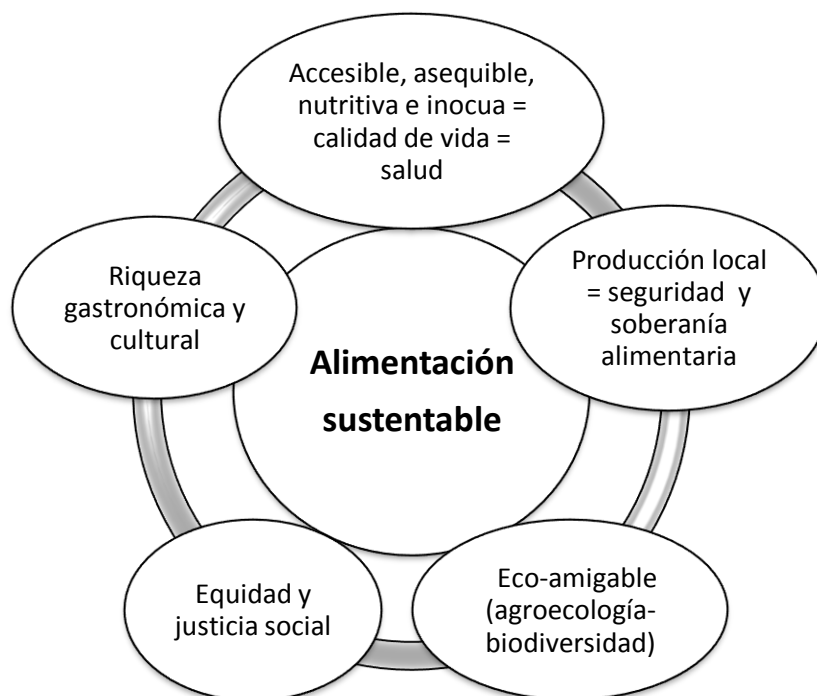 Accesible, asequible,
nutritiva e inocua =
calidad de vida =
salud
Producción local
= seguridad y
soberanía
alimentaria
Eco-amigable
(agroecología-
biodiversidad)
Equidad y
justicia social
Riqueza
gastronómica y
cultural
Alimentación
sustentable